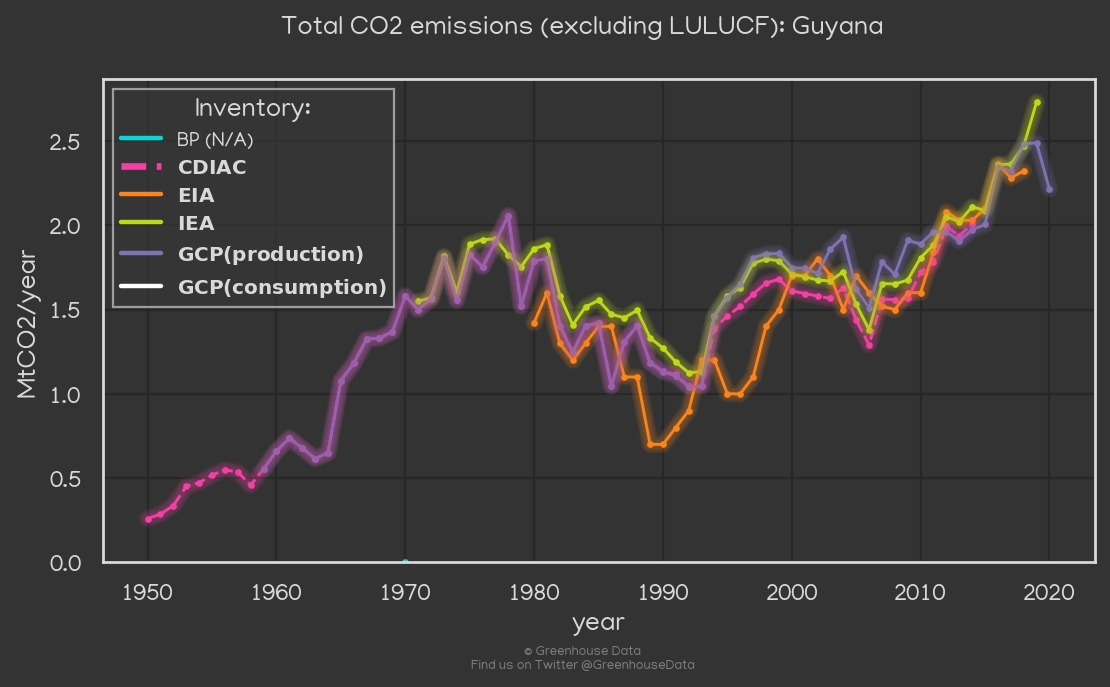 Total CO2 emissions (excluding LULUCF): Guyana
Inventory:
BP (N/A)
CDIAC
EIA
IEA
GCP(production)
GCP(consumption)
MtCO2/year
2.5
2.0
1.5
1.0
0.5
0.0
1950 1960 1970 1980 1990 2000 2010 2020
year
© Greenhouse Data
Find us on Twitter @GreenhouseData